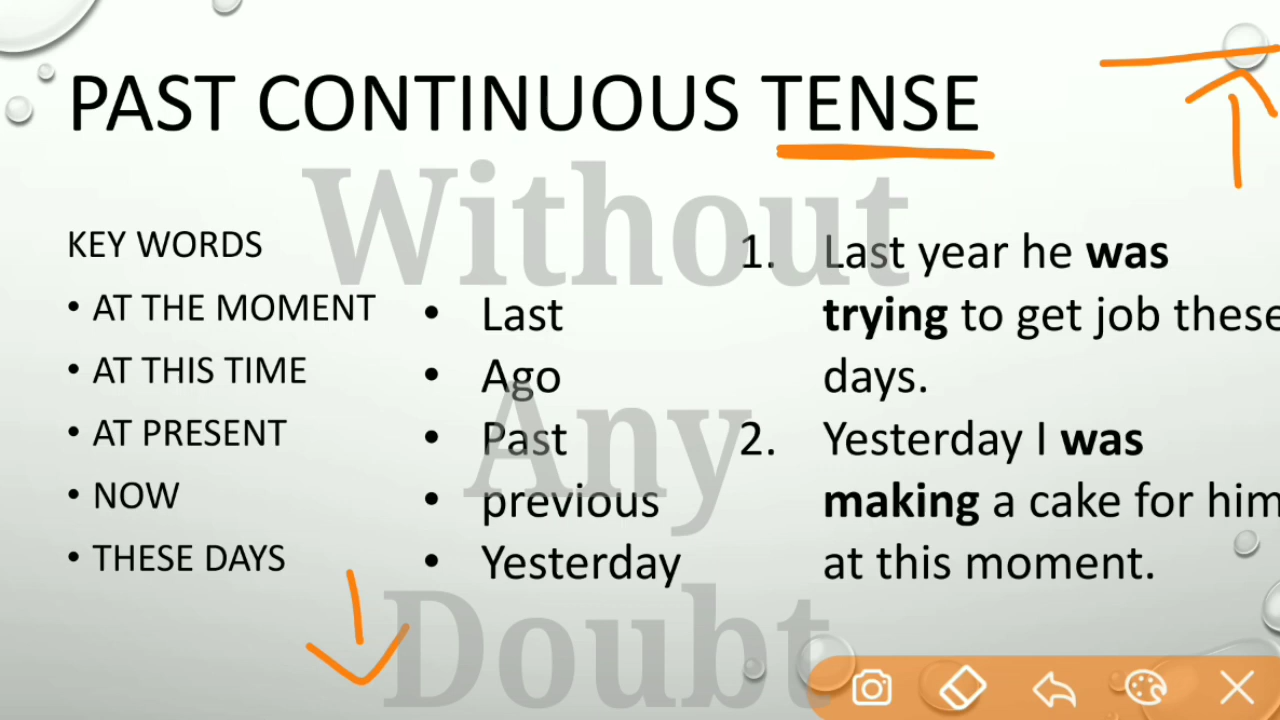 PAST CONTINUOUS TENSE
Without
Any
Doubt
KEY WORDS
• AT THE MOMENT
• AT THIS TIME
• AT PRESENT
• NOW
• THESE DAYS
• Last
• Ago
• Past
• previous
• Yesterday
1. Last year he was
trying to get job these
days.
2. Yesterday I was
making a cake for him
at this moment.